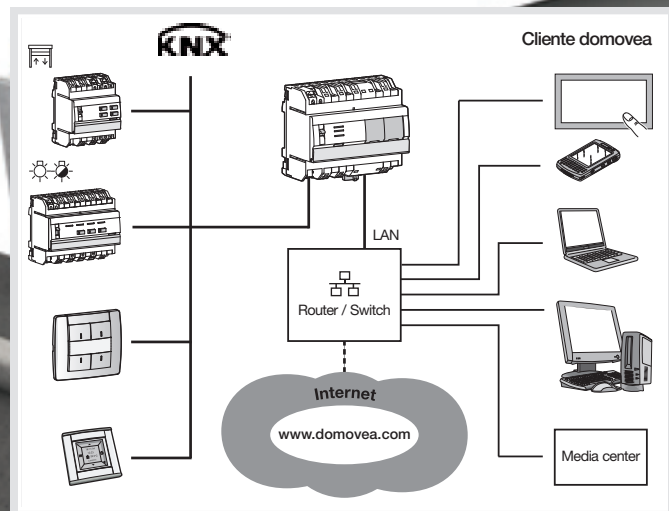 KNX
Cliente domovea
LAN
Router / Switch
Internet
www.domovea.com
Media center